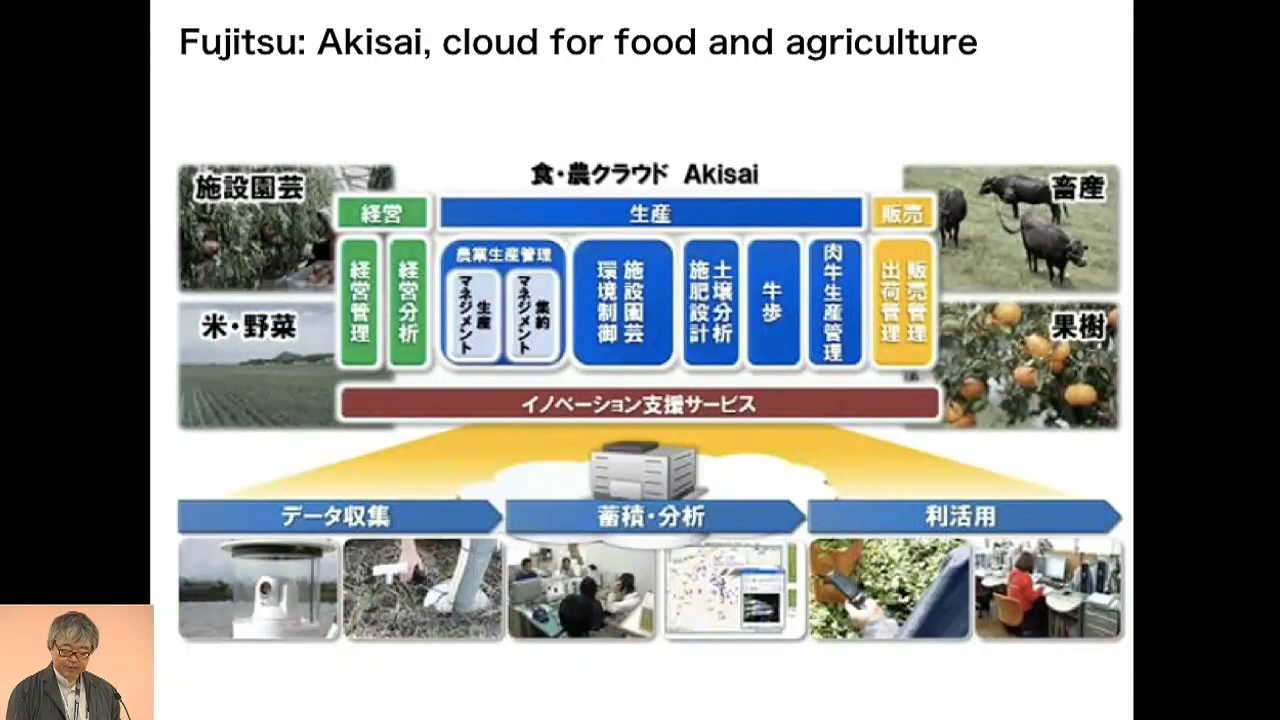 Fujitsu: Akisai, cloud for food and agriculture
食・農クラウド Akisai
施設園芸
畜産
経営
生産
販売
経営管理
経営分析
農業生産管理
生産
マネジメント
集約
マネジメント
施設園芸
環境制御
土壌分析
施肥設計
牛歩
肉牛生産管理
販売管理
出荷管理
米・野菜
果樹
イノベーション支援サービス
データ収集
蓄積・分析
利活用